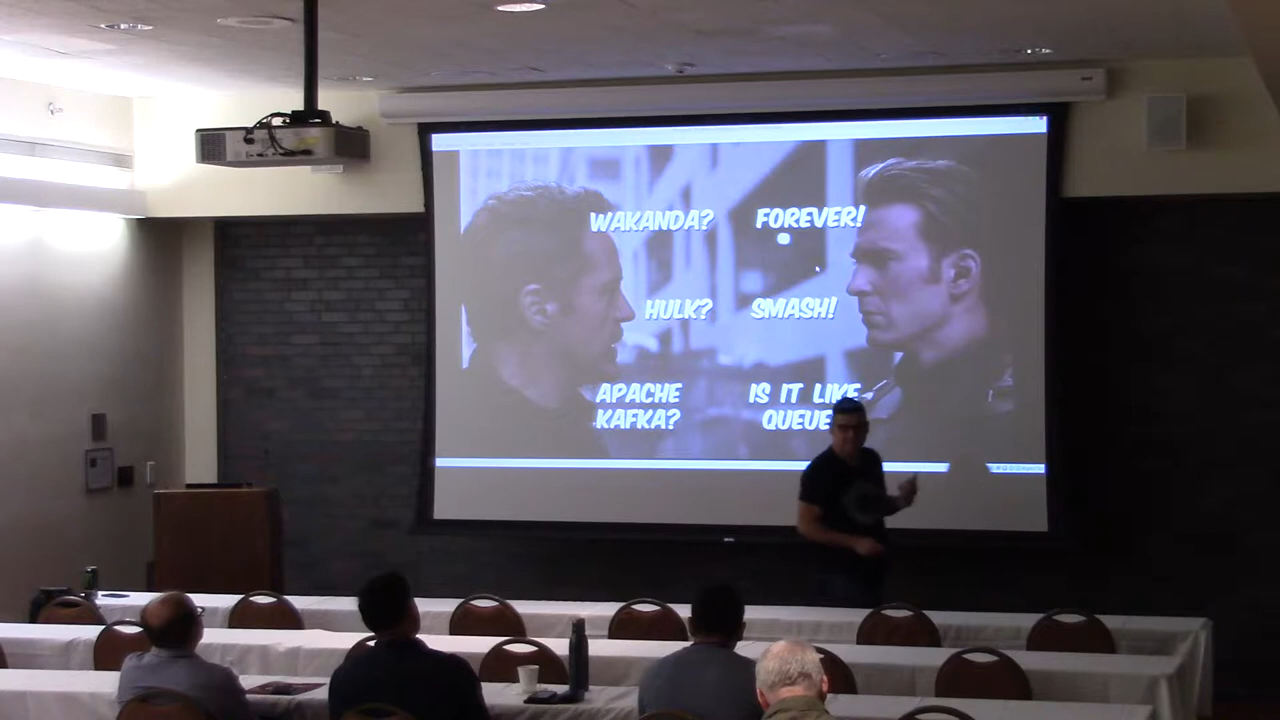 WAKANDA? FOREVER!
HULK? SMASH!
APACHE IS IT LIKE
KAFKA? QUEUE